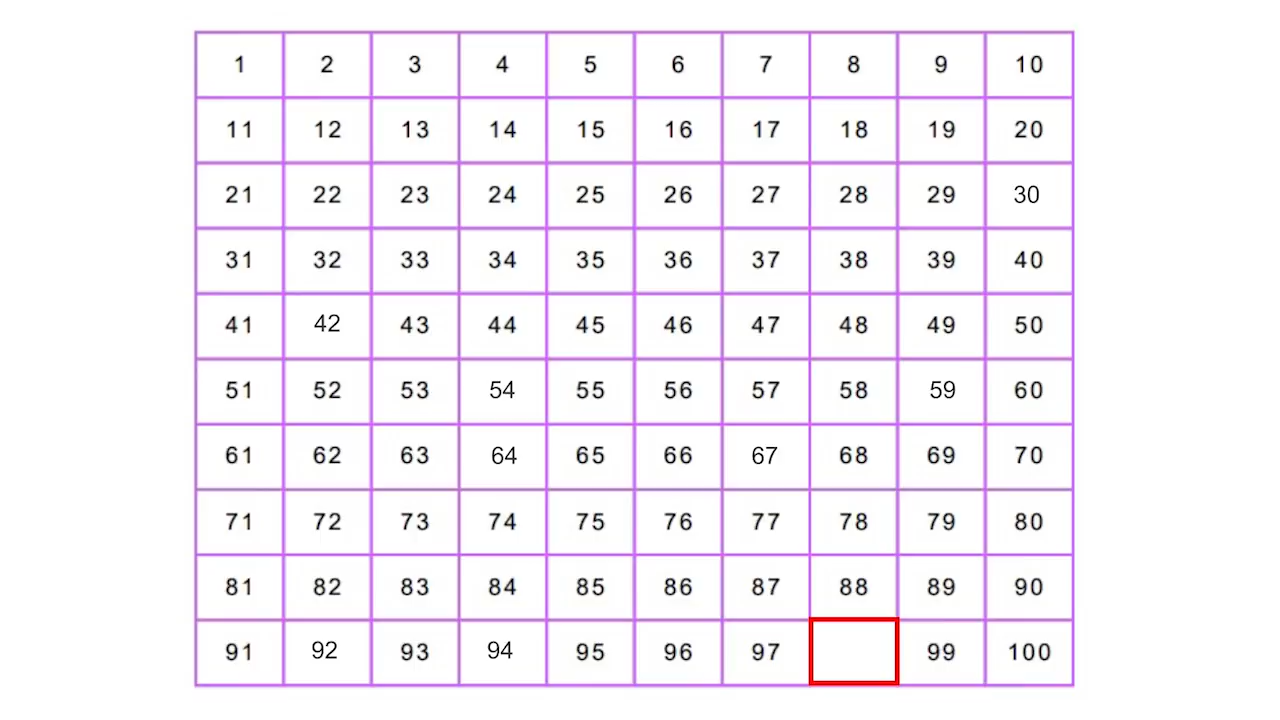 1 2 3 4 5 6 7 8 9 10
11 12 13 14 15 16 17 18 19 20
21 22 23 24 25 26 27 28 29 30
31 32 33 34 35 36 37 38 39 40
41 42 43 44 45 46 47 48 49 50
51 52 53 54 55 56 57 58 59 60
61 62 63 64 65 66 67 68 69 70
71 72 73 74 75 76 77 78 79 80
81 82 83 84 85 86 87 88 89 90
91 92 93 94 95 96 97 99 100